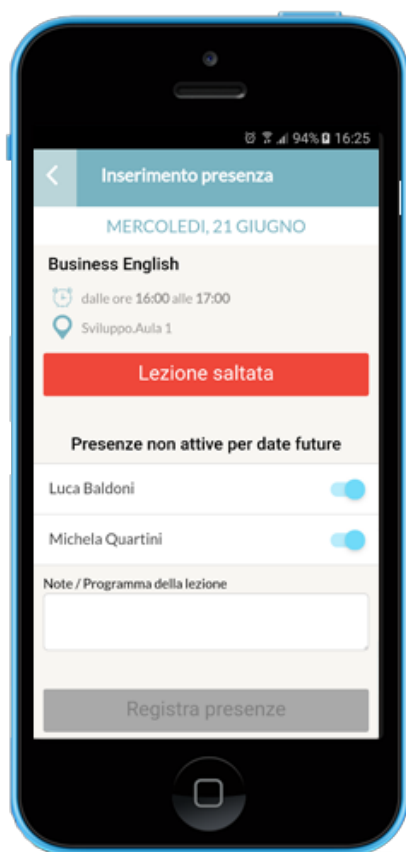 94% 16:25
Inserimento presenza
MERCOLEDI, 21 GIUGNO
Business English
dalle ore 16:00 alle 17:00
Sviluppo.Aula 1
Lezione saltata
Presenze non attive per date future
Luca Baldoni
Michela Quartini
Note / Programma della lezione
Registra presenze